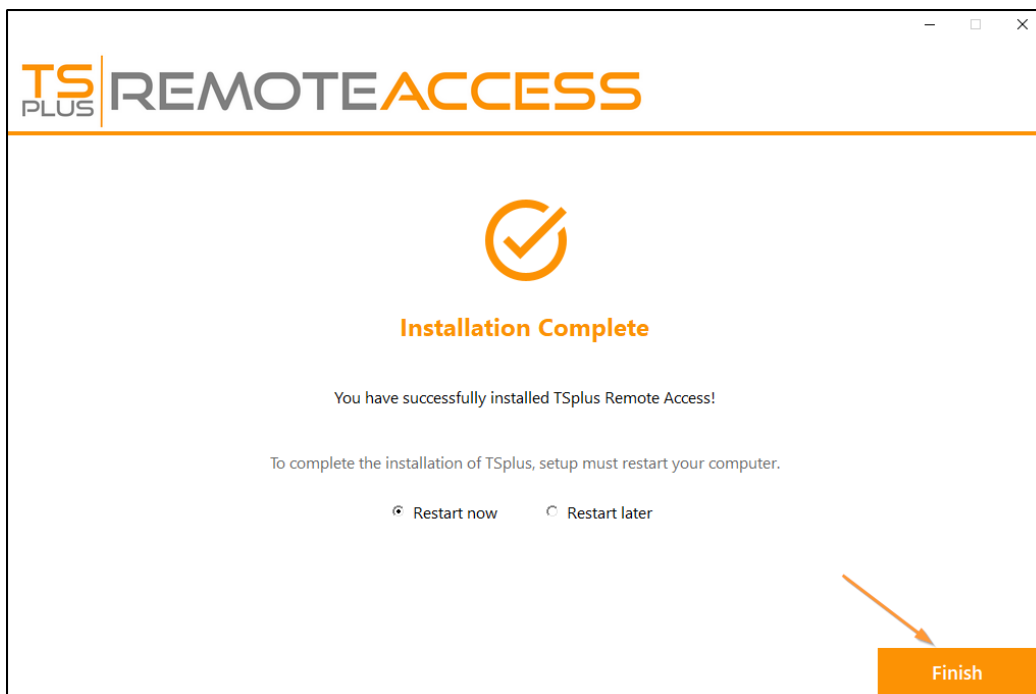 TS
PLUS
REMOTEACCESS
Installation Complete
You have successfully installed TSplus Remote Access!
To complete the installation of TSplus, setup must restart your computer.
Restart now Restart later
Finish